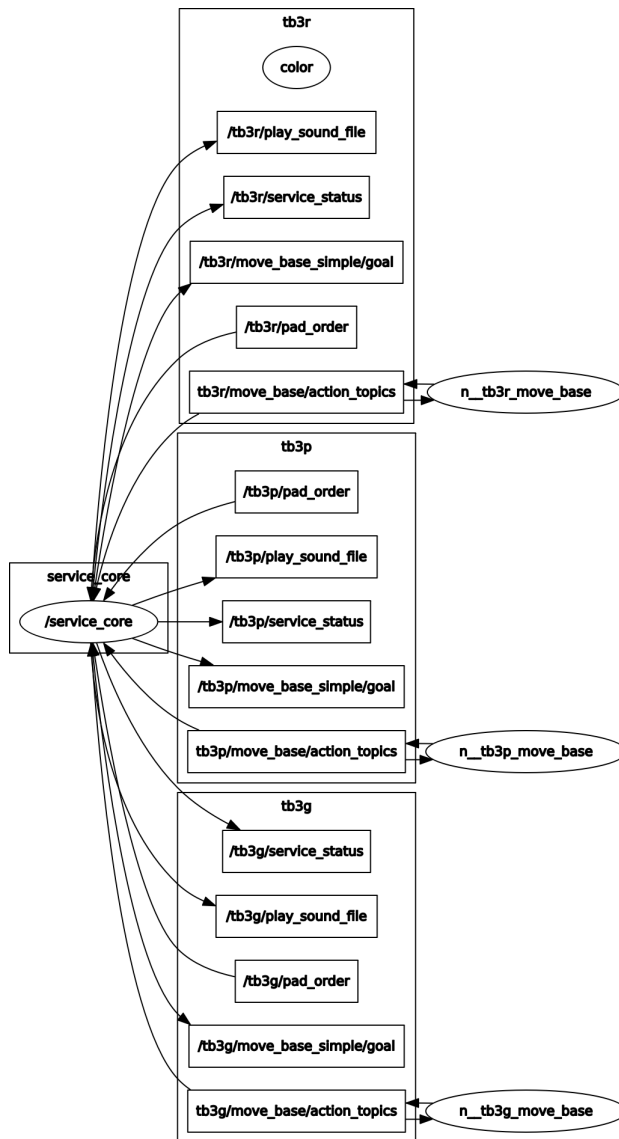 tb3r
color
/tb3r/play_sound_file
/tb3r/service_status
/tb3r/move_base_simple/goal
/tb3r/pad_order
tb3r/move_base/action_topics
n__tb3r_move_base
tb3p
/tb3p/pad_order
/tb3p/play_sound_file
service_core
/service_core
/tb3p/service_status
/tb3p/move_base_simple/goal
tb3p/move_base/action_topics
n__tb3p_move_base
tb3g
/tb3g/service_status
/tb3g/play_sound_file
/tb3g/pad_order
/tb3g/move_base_simple/goal
tb3g/move_base/action_topics
n__tb3g_move_base